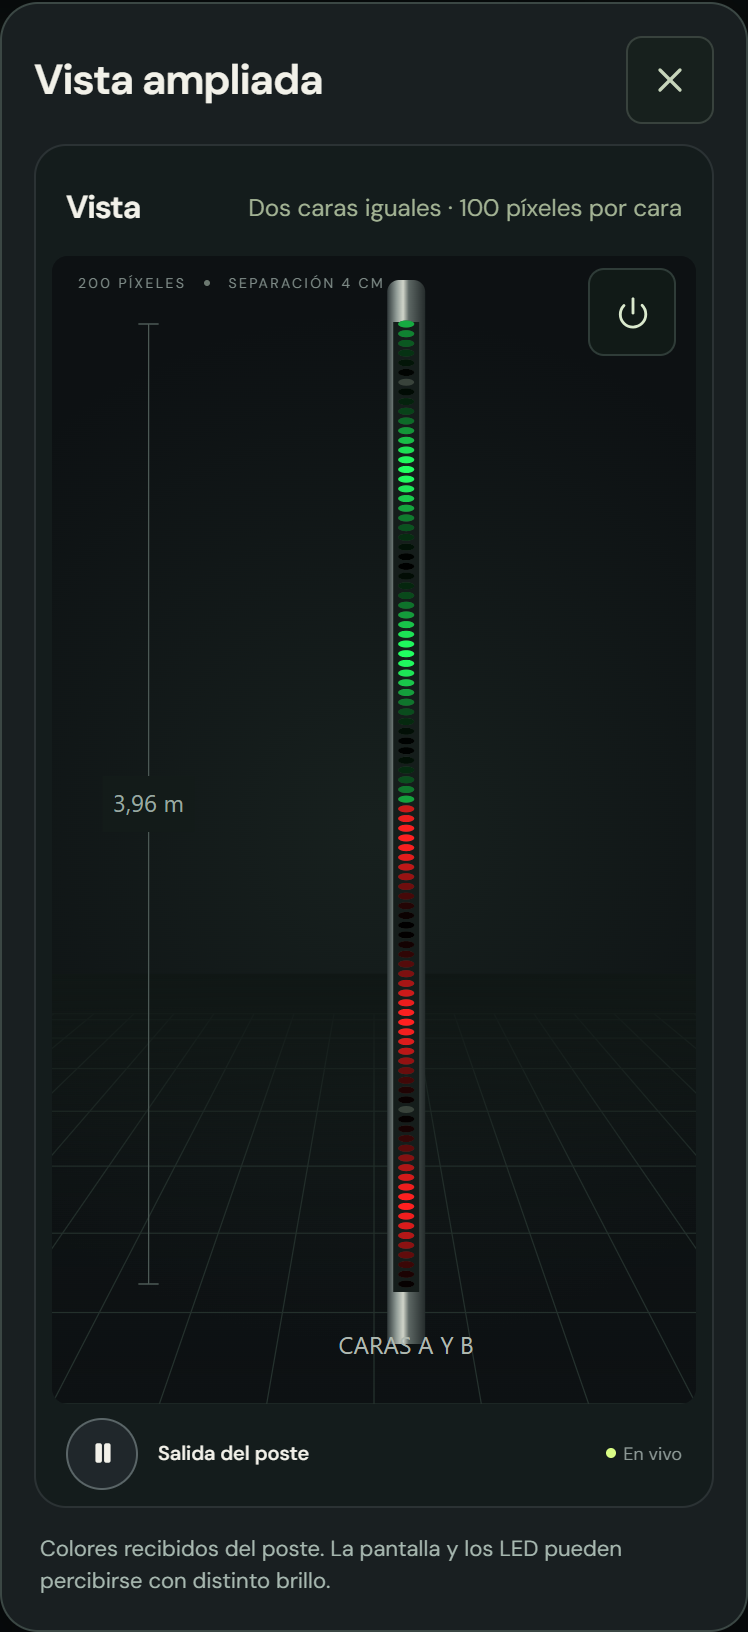 Vista ampliada
Vista
Dos caras iguales · 100 píxeles por cara
200 PÍXELES • SEPARACIÓN 4 CM
3,96 m
CARAS A Y B
Salida del poste
En vivo
Colores recibidos del poste. La pantalla y los LED pueden
percibirse con distinto brillo.